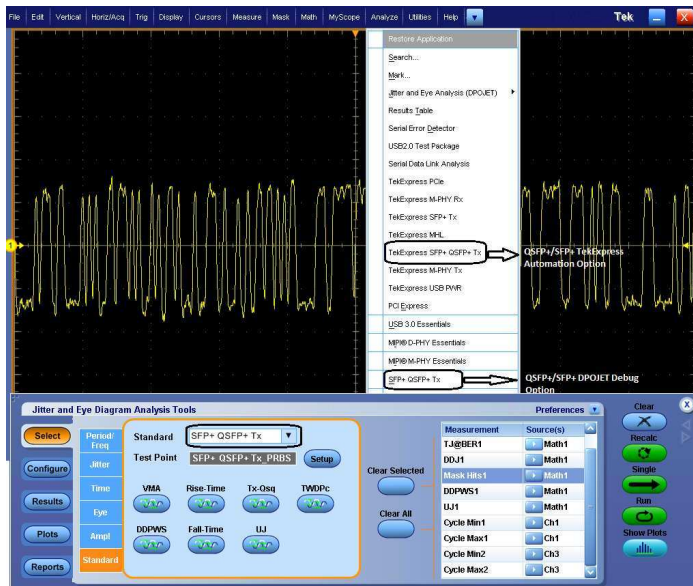 File Edit Vertical Horiz/Acq Trig Display Cursors Measure Mask Math MyScope Analyze Utilities Help Tek X
Restore Application
Search...
Mark...
Jitter and Eye Analysis (DPOJET)
Results Table
Serial Error Detector
USB2.0 Test Package
Serial Data Link Analysis
TekExpress PCIe
TekExpress M-PHY Rx
TekExpress SFP+ Tx
TekExpress MHL
TekExpress SFP+ QSFP+ Tx
QSFP+/SFP+ TekExpress
Automation Option
TekExpress M-PHY Tx
TekExpress USB PWR
PCI Express
USB 3.0 Essentials
MIPI® D-PHY Essentials
MIPI® M-PHY Essentials
SFP+ QSFP+ Tx
QSFP+/SFP+ DPOJET Debug
Option
1
Jitter and Eye Diagram Analysis Tools
Preferences
Clear
X
Select
Configure
Results
Plots
Reports
Period/
Freq
Jitter
Time
Eye
Ampl
Standard
Standard SFP+ QSFP+ Tx
Test Point SFP+ QSFP+ Tx_PRBS Setup
VMA Rise-Time Tx-Qsq TWDPc
DDPWS Fall-Time UJ
Clear Selected
Clear All
Measurement Source(s)
TJ@BER1 Math1
DDJ1 Math1
Mask Hits1 Math1
DDPWS1 Math1
UJ1 Math1
Cycle Min1 Ch1
Cycle Max1 Ch1
Cycle Min2 Ch3
Cycle Max2 Ch3
Recalc
Single
Run
Show Plots